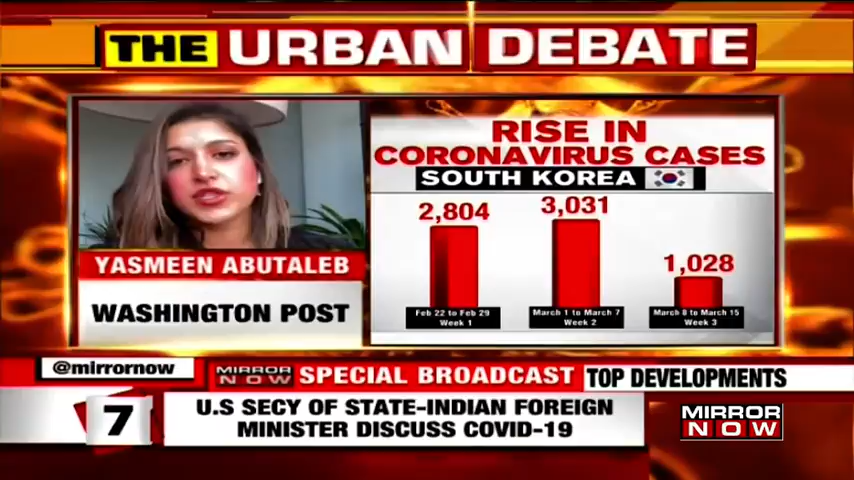 THE URBAN DEBATE
RISE IN
CORONAVIRUS CASES
SOUTH KOREA
2,804
3,031
1,028
Feb 22 to Feb 29
Week 1
March 1 to March 7
Week 2
March 8 to March 15
Week 3
YASMEEN ABUTALEB
WASHINGTON POST
@mirrornow
MIRROR
NOW
SPECIAL BROADCAST
TOP DEVELOPMENTS
7
U.S SECY OF STATE-INDIAN FOREIGN
MINISTER DISCUSS COVID-19
MIRROR
NOW